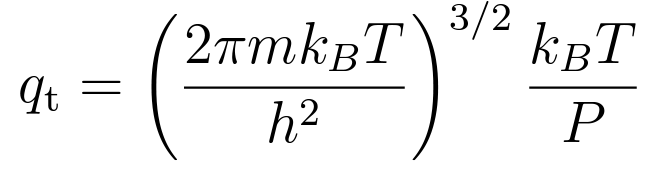 q_t = \left( \frac{2\pi m k_B T}{h^2} \right)^{3/2} \frac{k_B T}{P}